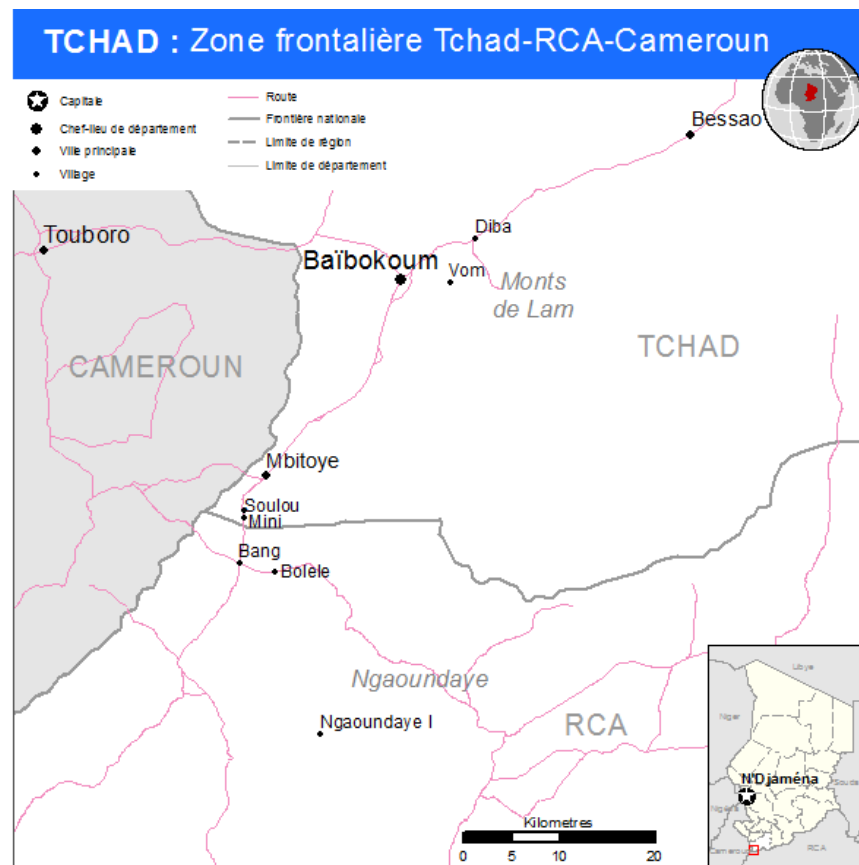 TCHAD : Zone frontalière Tchad-RCA-Cameroun
Capitale
Chef-lieu de département
Ville principale
Village
Route
Frontière nationale
Limite de région
Limite de département
Bessao
Touboro
Diba
Baïbokoum
Vom
Monts
de Lam
TCHAD
CAMEROUN
Mbitoye
Soulou
Mini
Bang
Bolele
Ngaoundaye
Ngaoundaye I
RCA
Kilometres
0 5 10 20
Libye
Niger
N'Djaména
Nigéria
RCA